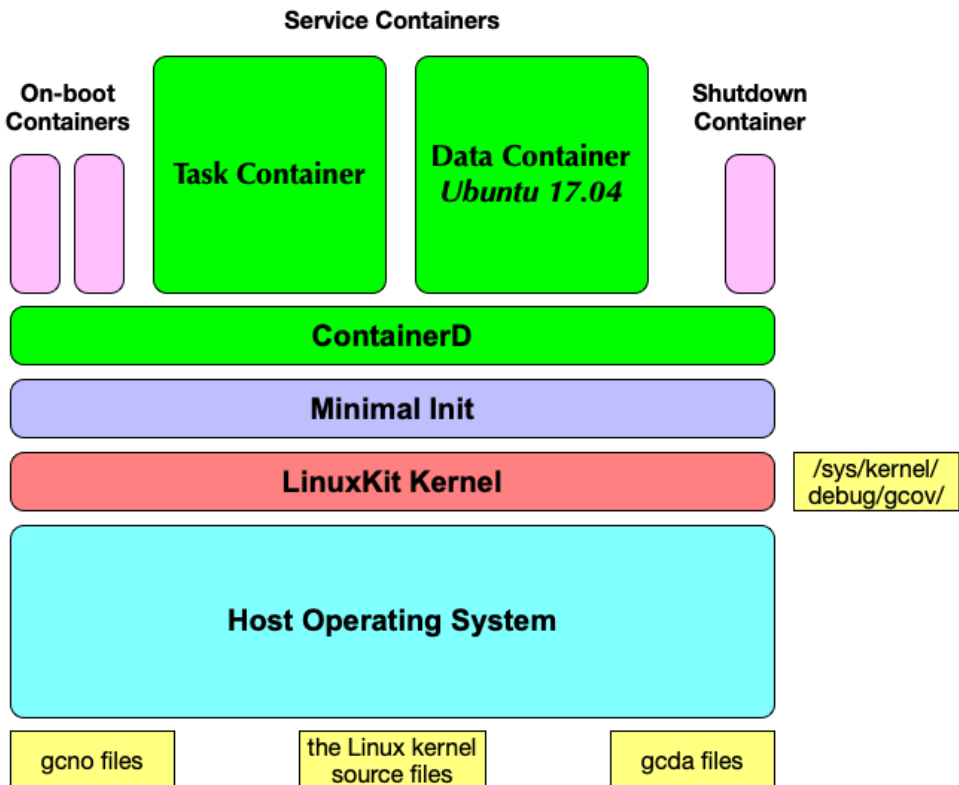 Service Containers
On-boot
Containers
Shutdown
Container
Task Container
Data Container
Ubuntu 17.04
ContainerD
Minimal Init
LinuxKit Kernel
/sys/kernel/
debug/gcov/
Host Operating System
gcno files
the Linux kernel
source files
gcda files